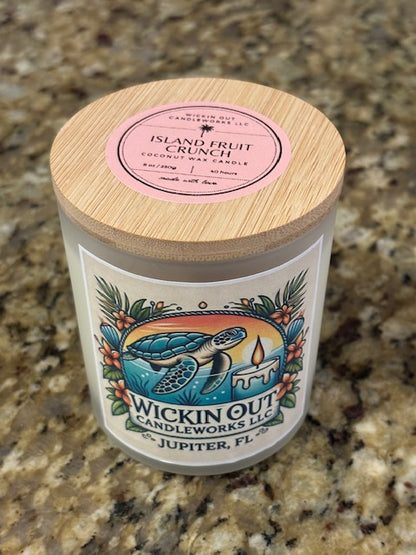 WICKIN OUT
CANDLEWORKS LLC
ISLAND FRUIT
CRUNCH
COCONUT WAX CANDLE
8 oz / 250g | 40 hours
made with love
WICKIN OUT
CANDLEWORKS LLC
- JUPITER, FL -